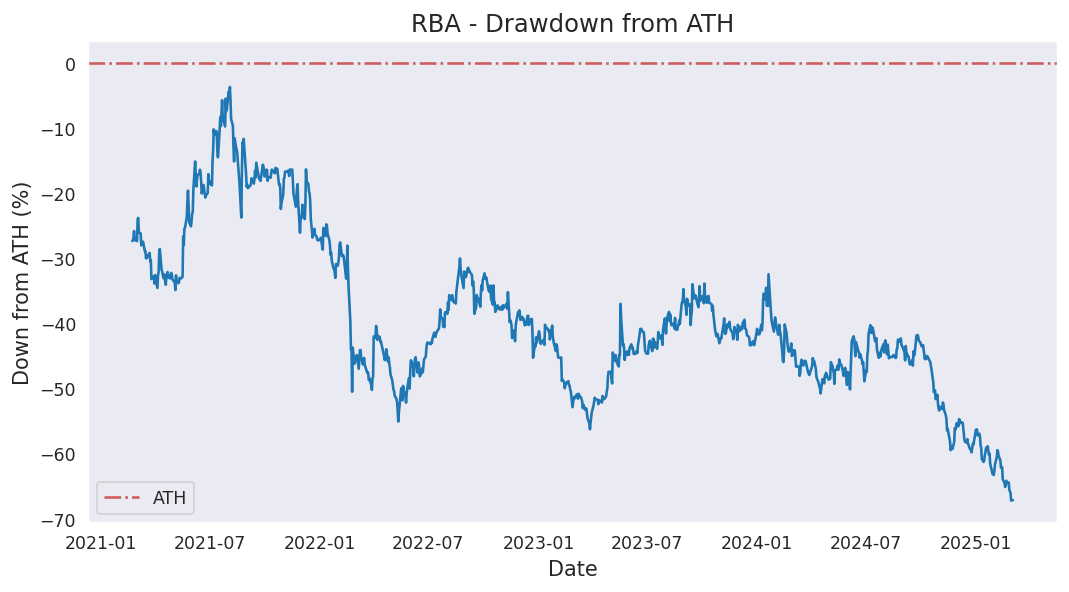 RBA - Drawdown from ATH
Down from ATH (%)
0
−10
−20
−30
−40
−50
−60
−70
ATH
2021-01 2021-07 2022-01 2022-07 2023-01 2023-07 2024-01 2024-07 2025-01
Date